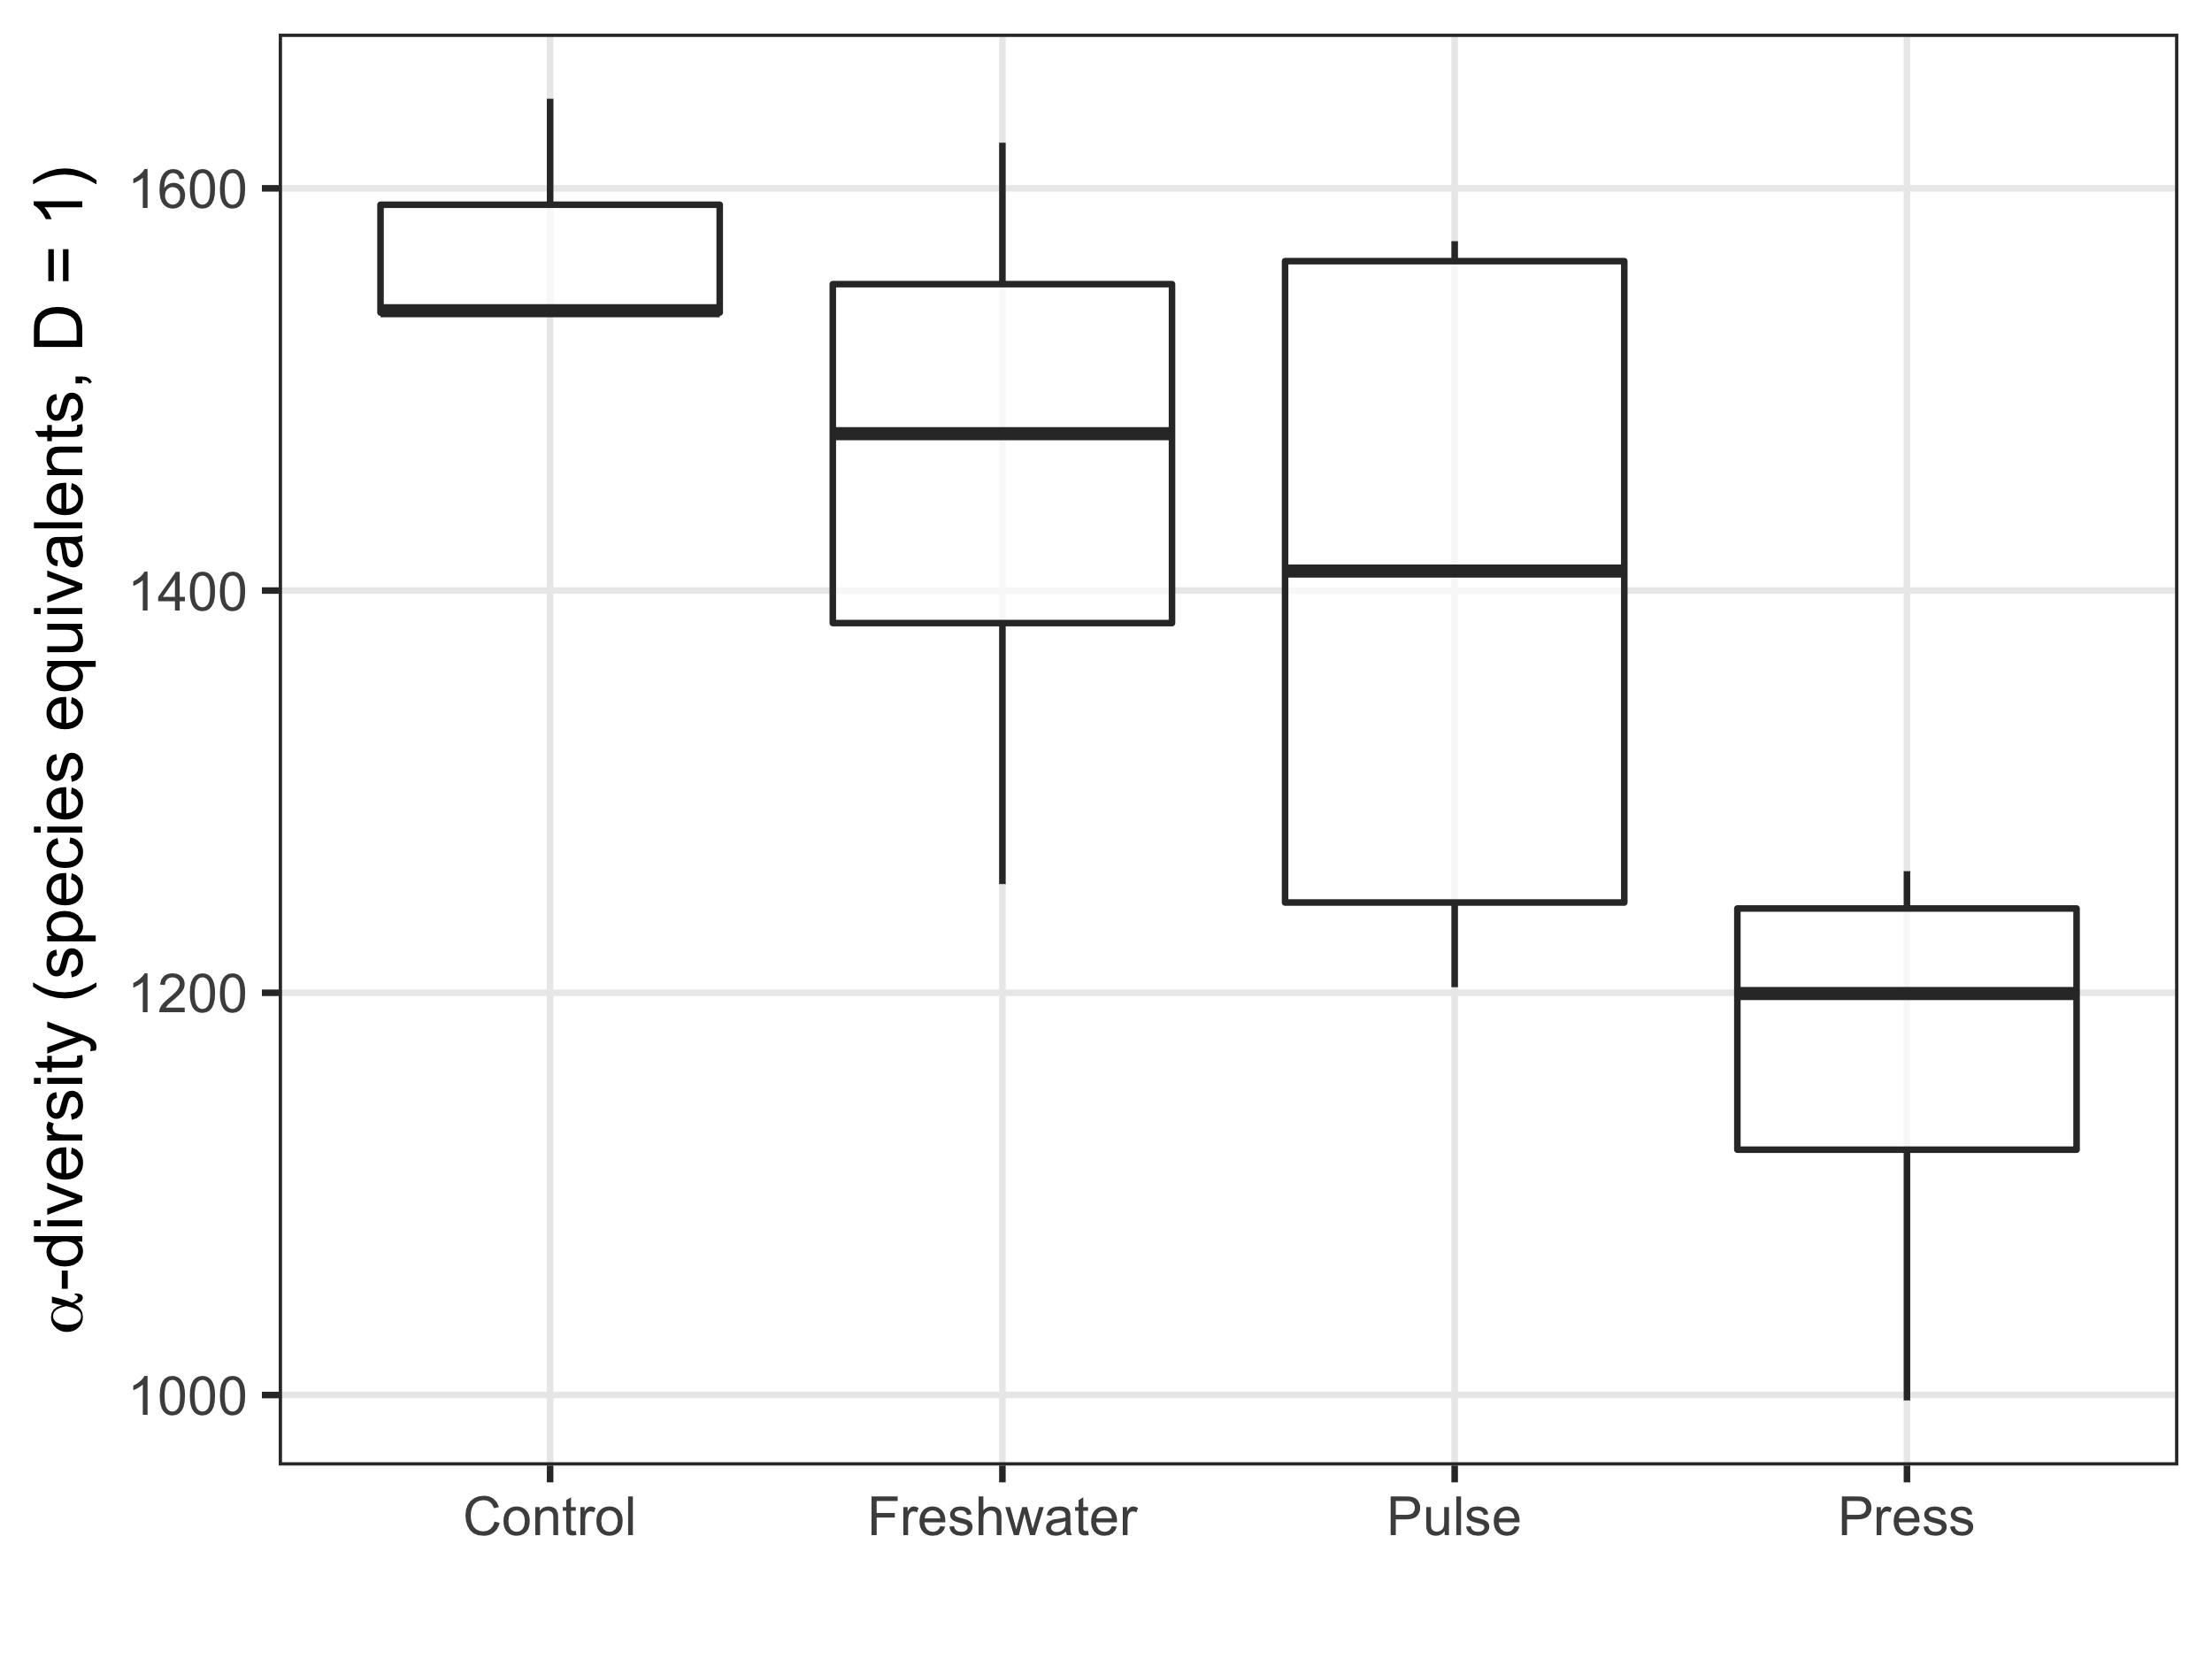 α-diversity (species equivalents, D = 1)
1600
1400
1200
1000
Control Freshwater Pulse Press